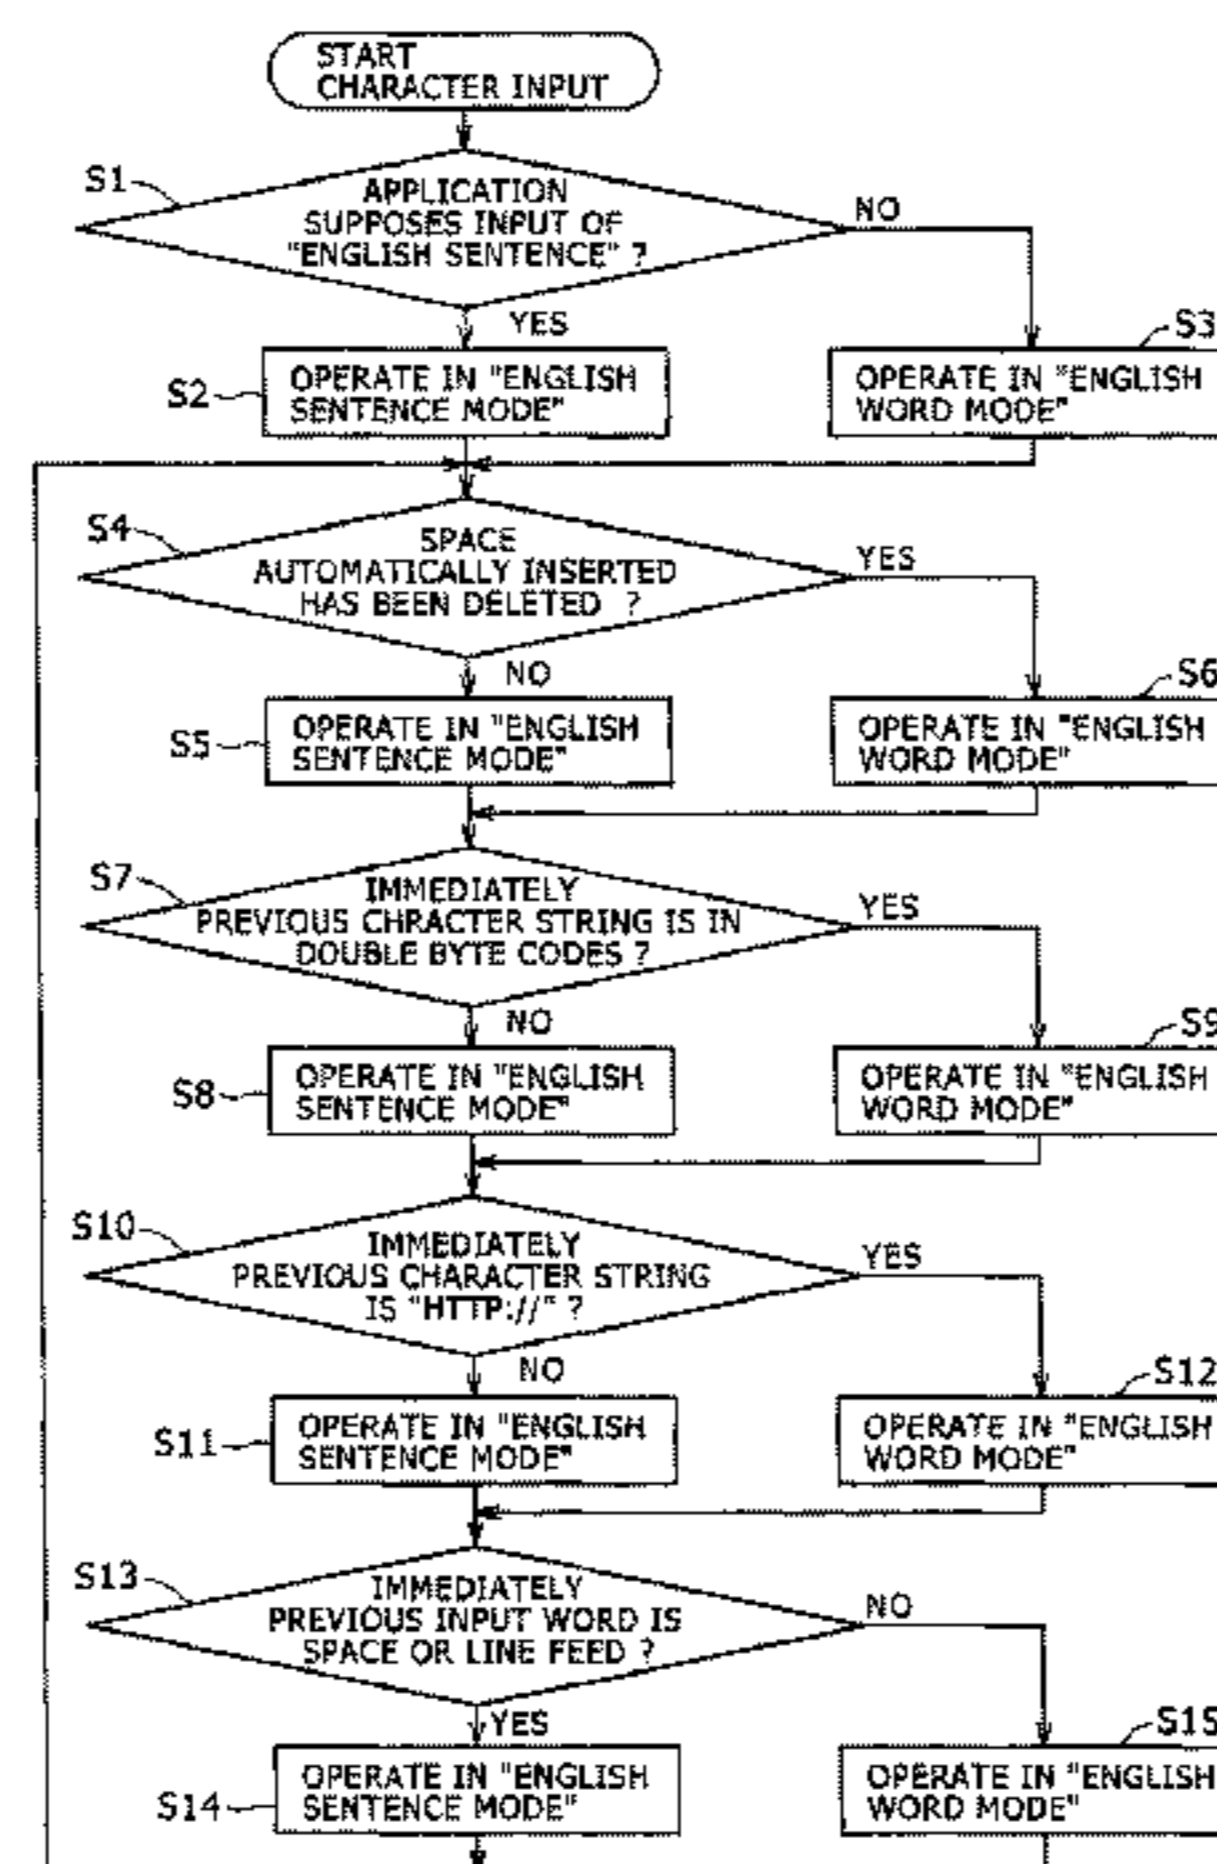 START
CHARACTER INPUT
S1
APPLICATION
SUPPOSES INPUT OF
"ENGLISH SENTENCE" ?
NO
YES
S2
OPERATE IN "ENGLISH
SENTENCE MODE"
S3
OPERATE IN "ENGLISH
WORD MODE"
S4
SPACE
AUTOMATICALLY INSERTED
HAS BEEN DELETED ?
YES
NO
S5
OPERATE IN "ENGLISH
SENTENCE MODE"
S6
OPERATE IN "ENGLISH
WORD MODE"
S7
IMMEDIATELY
PREVIOUS CHRACTER STRING IS IN
DOUBLE BYTE CODES ?
YES
NO
S8
OPERATE IN "ENGLISH
SENTENCE MODE"
S9
OPERATE IN "ENGLISH
WORD MODE"
S10
IMMEDIATELY
PREVIOUS CHARACTER STRING
IS "HTTP://" ?
YES
NO
S11
OPERATE IN "ENGLISH
SENTENCE MODE"
S12
OPERATE IN "ENGLISH
WORD MODE"
S13
IMMEDIATELY
PREVIOUS INPUT WORD IS
SPACE OR LINE FEED ?
NO
YES
S14
OPERATE IN "ENGLISH
SENTENCE MODE"
S15
OPERATE IN "ENGLISH
WORD MODE"